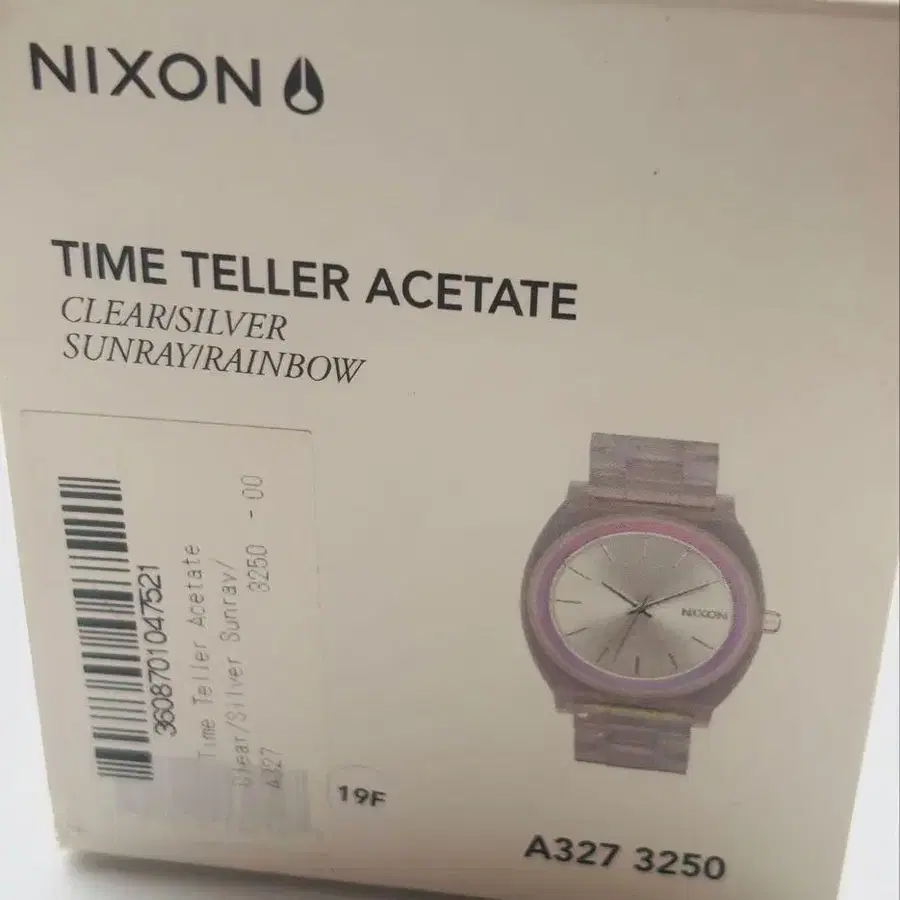 NIXON
TIME TELLER ACETATE
CLEAR/SILVER
SUNRAY/RAINBOW
3608701047521
Time Teller Acetate
Clear/Silver Sunray/
A327 3250 - 00
19F
NIXON
A327 3250